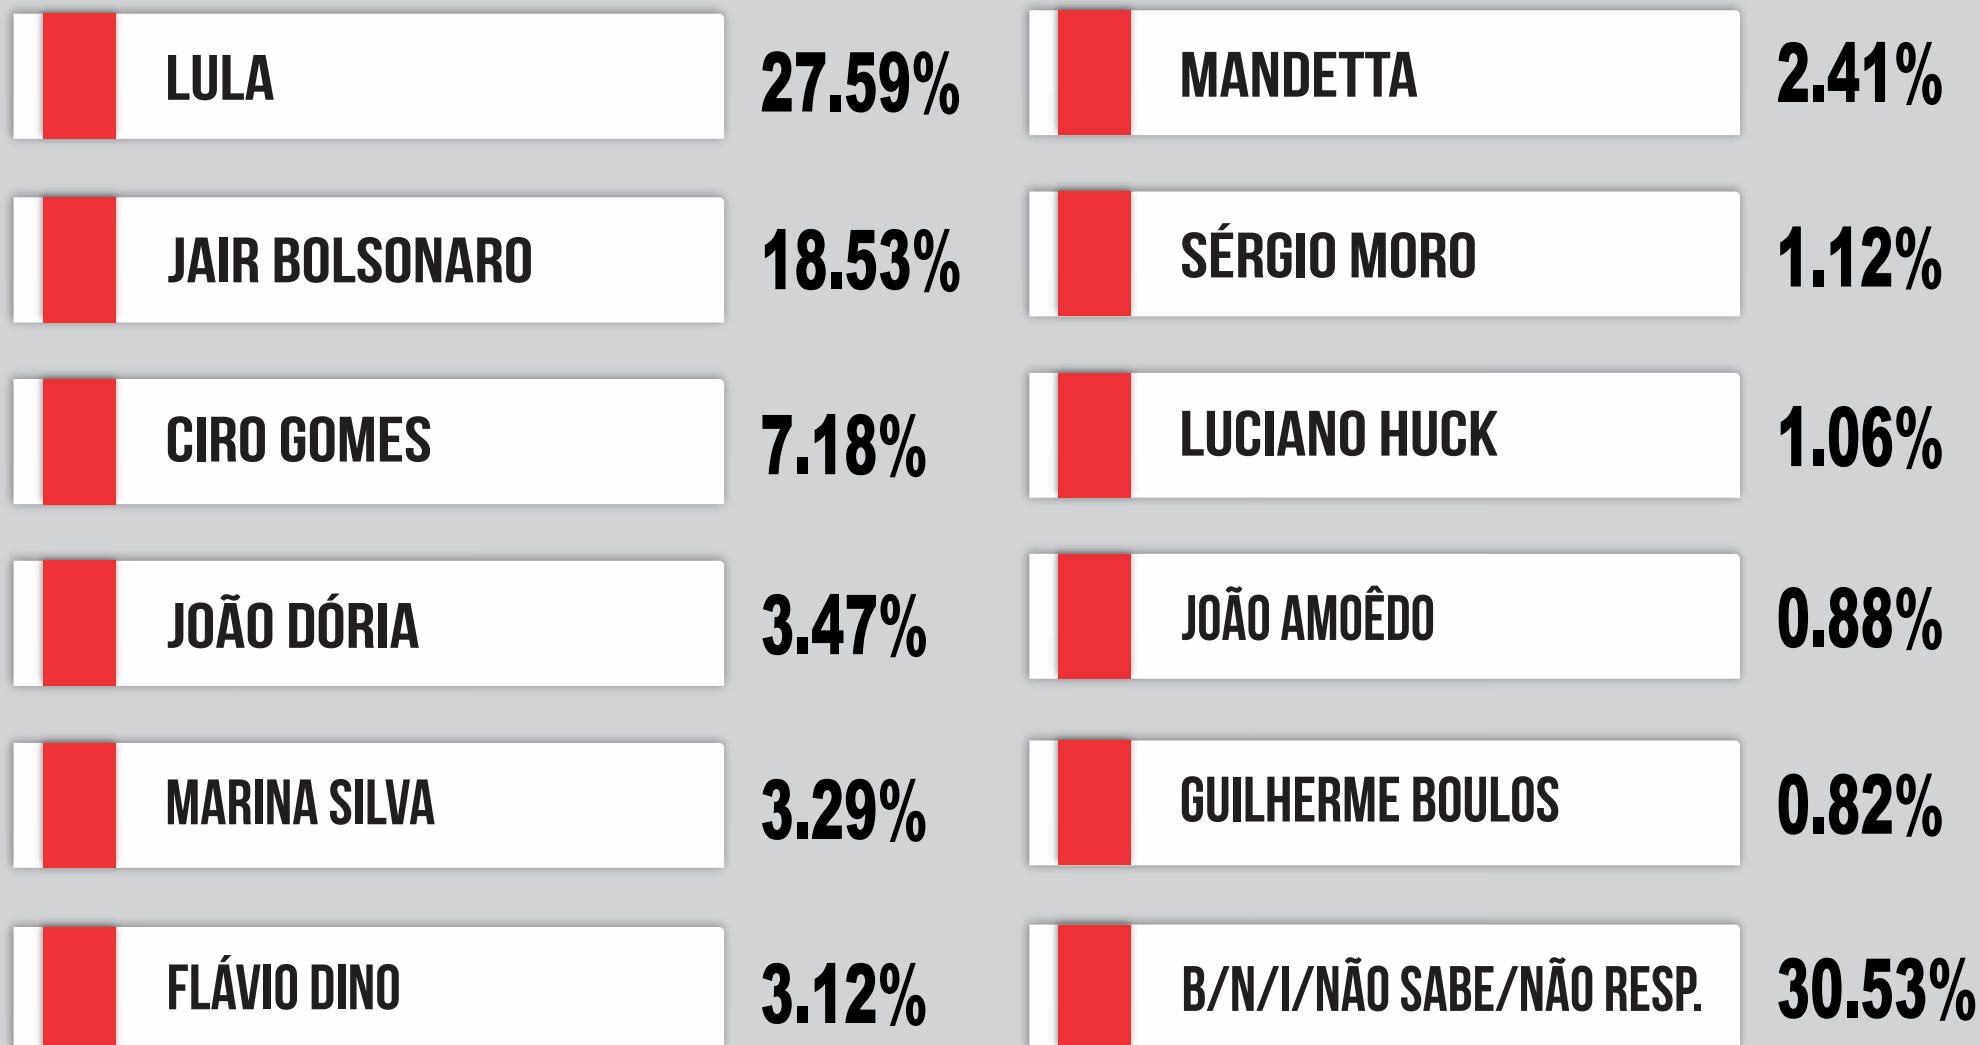 LULA 27.59%
JAIR BOLSONARO 18.53%
CIRO GOMES 7.18%
JOÃO DÓRIA 3.47%
MARINA SILVA 3.29%
FLÁVIO DINO 3.12%
MANDETTA 2.41%
SÉRGIO MORO 1.12%
LUCIANO HUCK 1.06%
JOÃO AMOÊDO 0.88%
GUILHERME BOULOS 0.82%
B/N/I/NÃO SABE/NÃO RESP. 30.53%